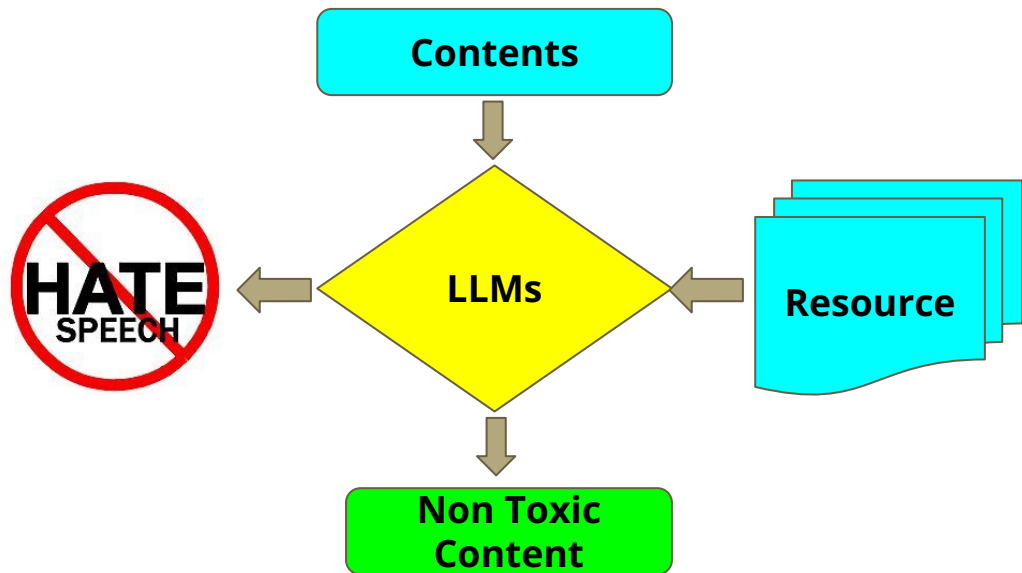 Contents
HATE
SPEECH
LLMs
Resource
Non Toxic
Content